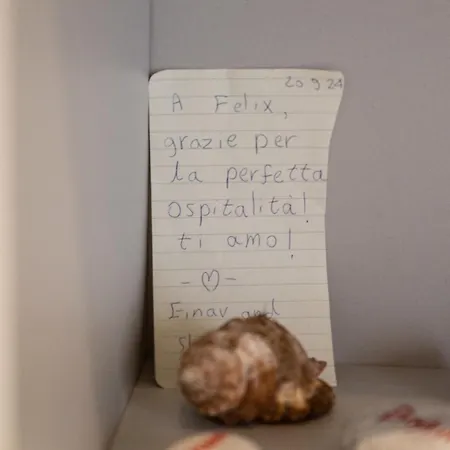 20 9 24
A Felix,
grazie per
la perfetta
ospitalità!
ti amo!
Einav and